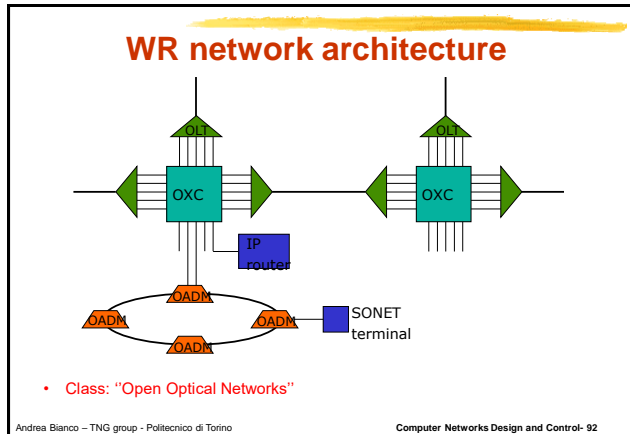 WR network architecture
OLT
OLT
OXC
OXC
IP
router
OADM
OADM
OADM
SONET
terminal
OADM
• Class: ‘‘Open Optical Networks’’
Andrea Bianco – TNG group - Politecnico di Torino
Computer Networks Design and Control- 92